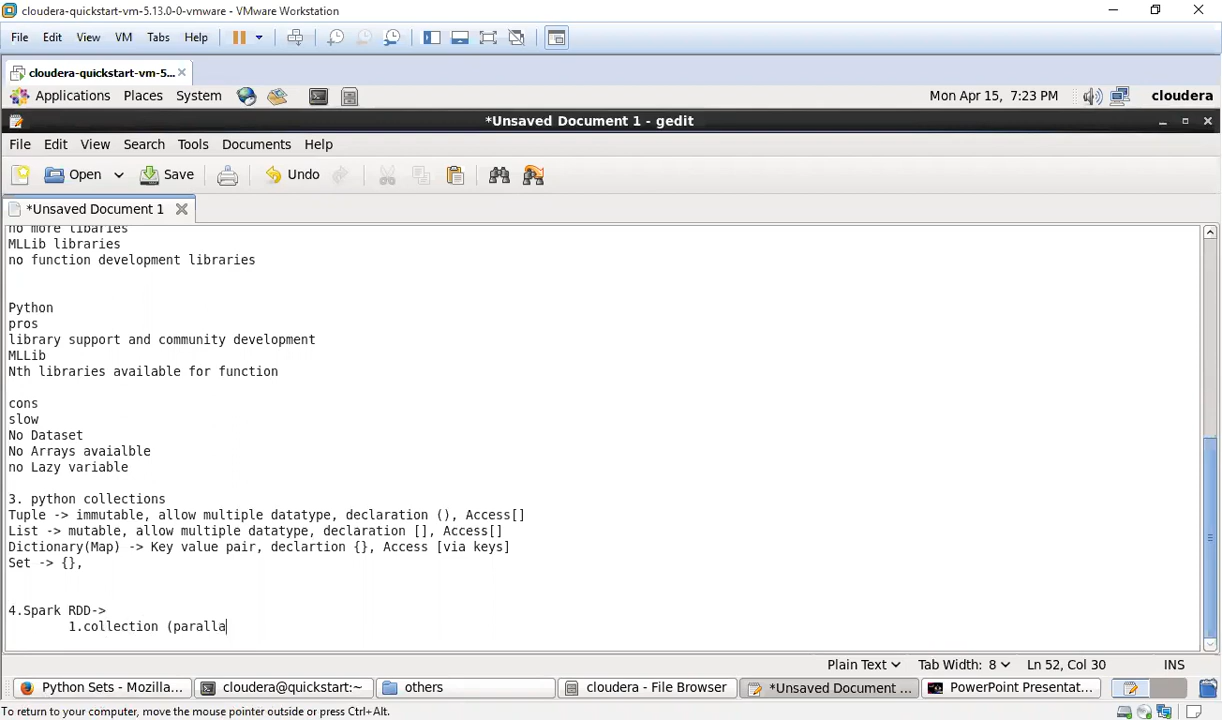 cloudera-quickstart-vm-5.13.0-0-vmware - VMware Workstation
File Edit View VM Tabs Help
cloudera-quickstart-vm-5...
Applications Places System Mon Apr 15, 7:23 PM cloudera
*Unsaved Document 1 - gedit
File Edit View Search Tools Documents Help
Open Save Undo
*Unsaved Document 1
no more libaries
MLLib libraries
no function development libraries
Python
pros
library support and community development
MLLib
Nth libraries available for function
cons
slow
No Dataset
No Arrays avaialble
no Lazy variable
3. python collections
Tuple -> immutable, allow multiple datatype, declaration (), Access[]
List -> mutable, allow multiple datatype, declaration [], Access[]
Dictionary(Map) -> Key value pair, declartion {}, Access [via keys]
Set -> {},
4.Spark RDD->
1.collection (paralla
Plain Text Tab Width: 8 Ln 52, Col 30 INS
Python Sets - Mozilla... cloudera@quickstart:~ others cloudera - File Browser *Unsaved Document ... PowerPoint Presentat...
To return to your computer, move the mouse pointer outside or press Ctrl+Alt.